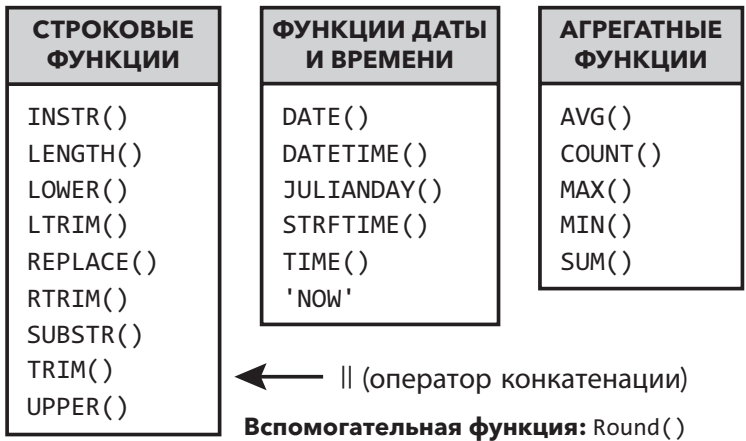 СТРОКОВЫЕ
ФУНКЦИИ
INSTR()
LENGTH()
LOWER()
LTRIM()
REPLACE()
RTRIM()
SUBSTR()
TRIM()
UPPER()
ФУНКЦИИ ДАТЫ
И ВРЕМЕНИ
DATE()
DATETIME()
JULIANDAY()
STRFTIME()
TIME()
'NOW'
АГРЕГАТНЫЕ
ФУНКЦИИ
AVG()
COUNT()
MAX()
MIN()
SUM()
|| (оператор конкатенации)
Вспомогательная функция: Round()